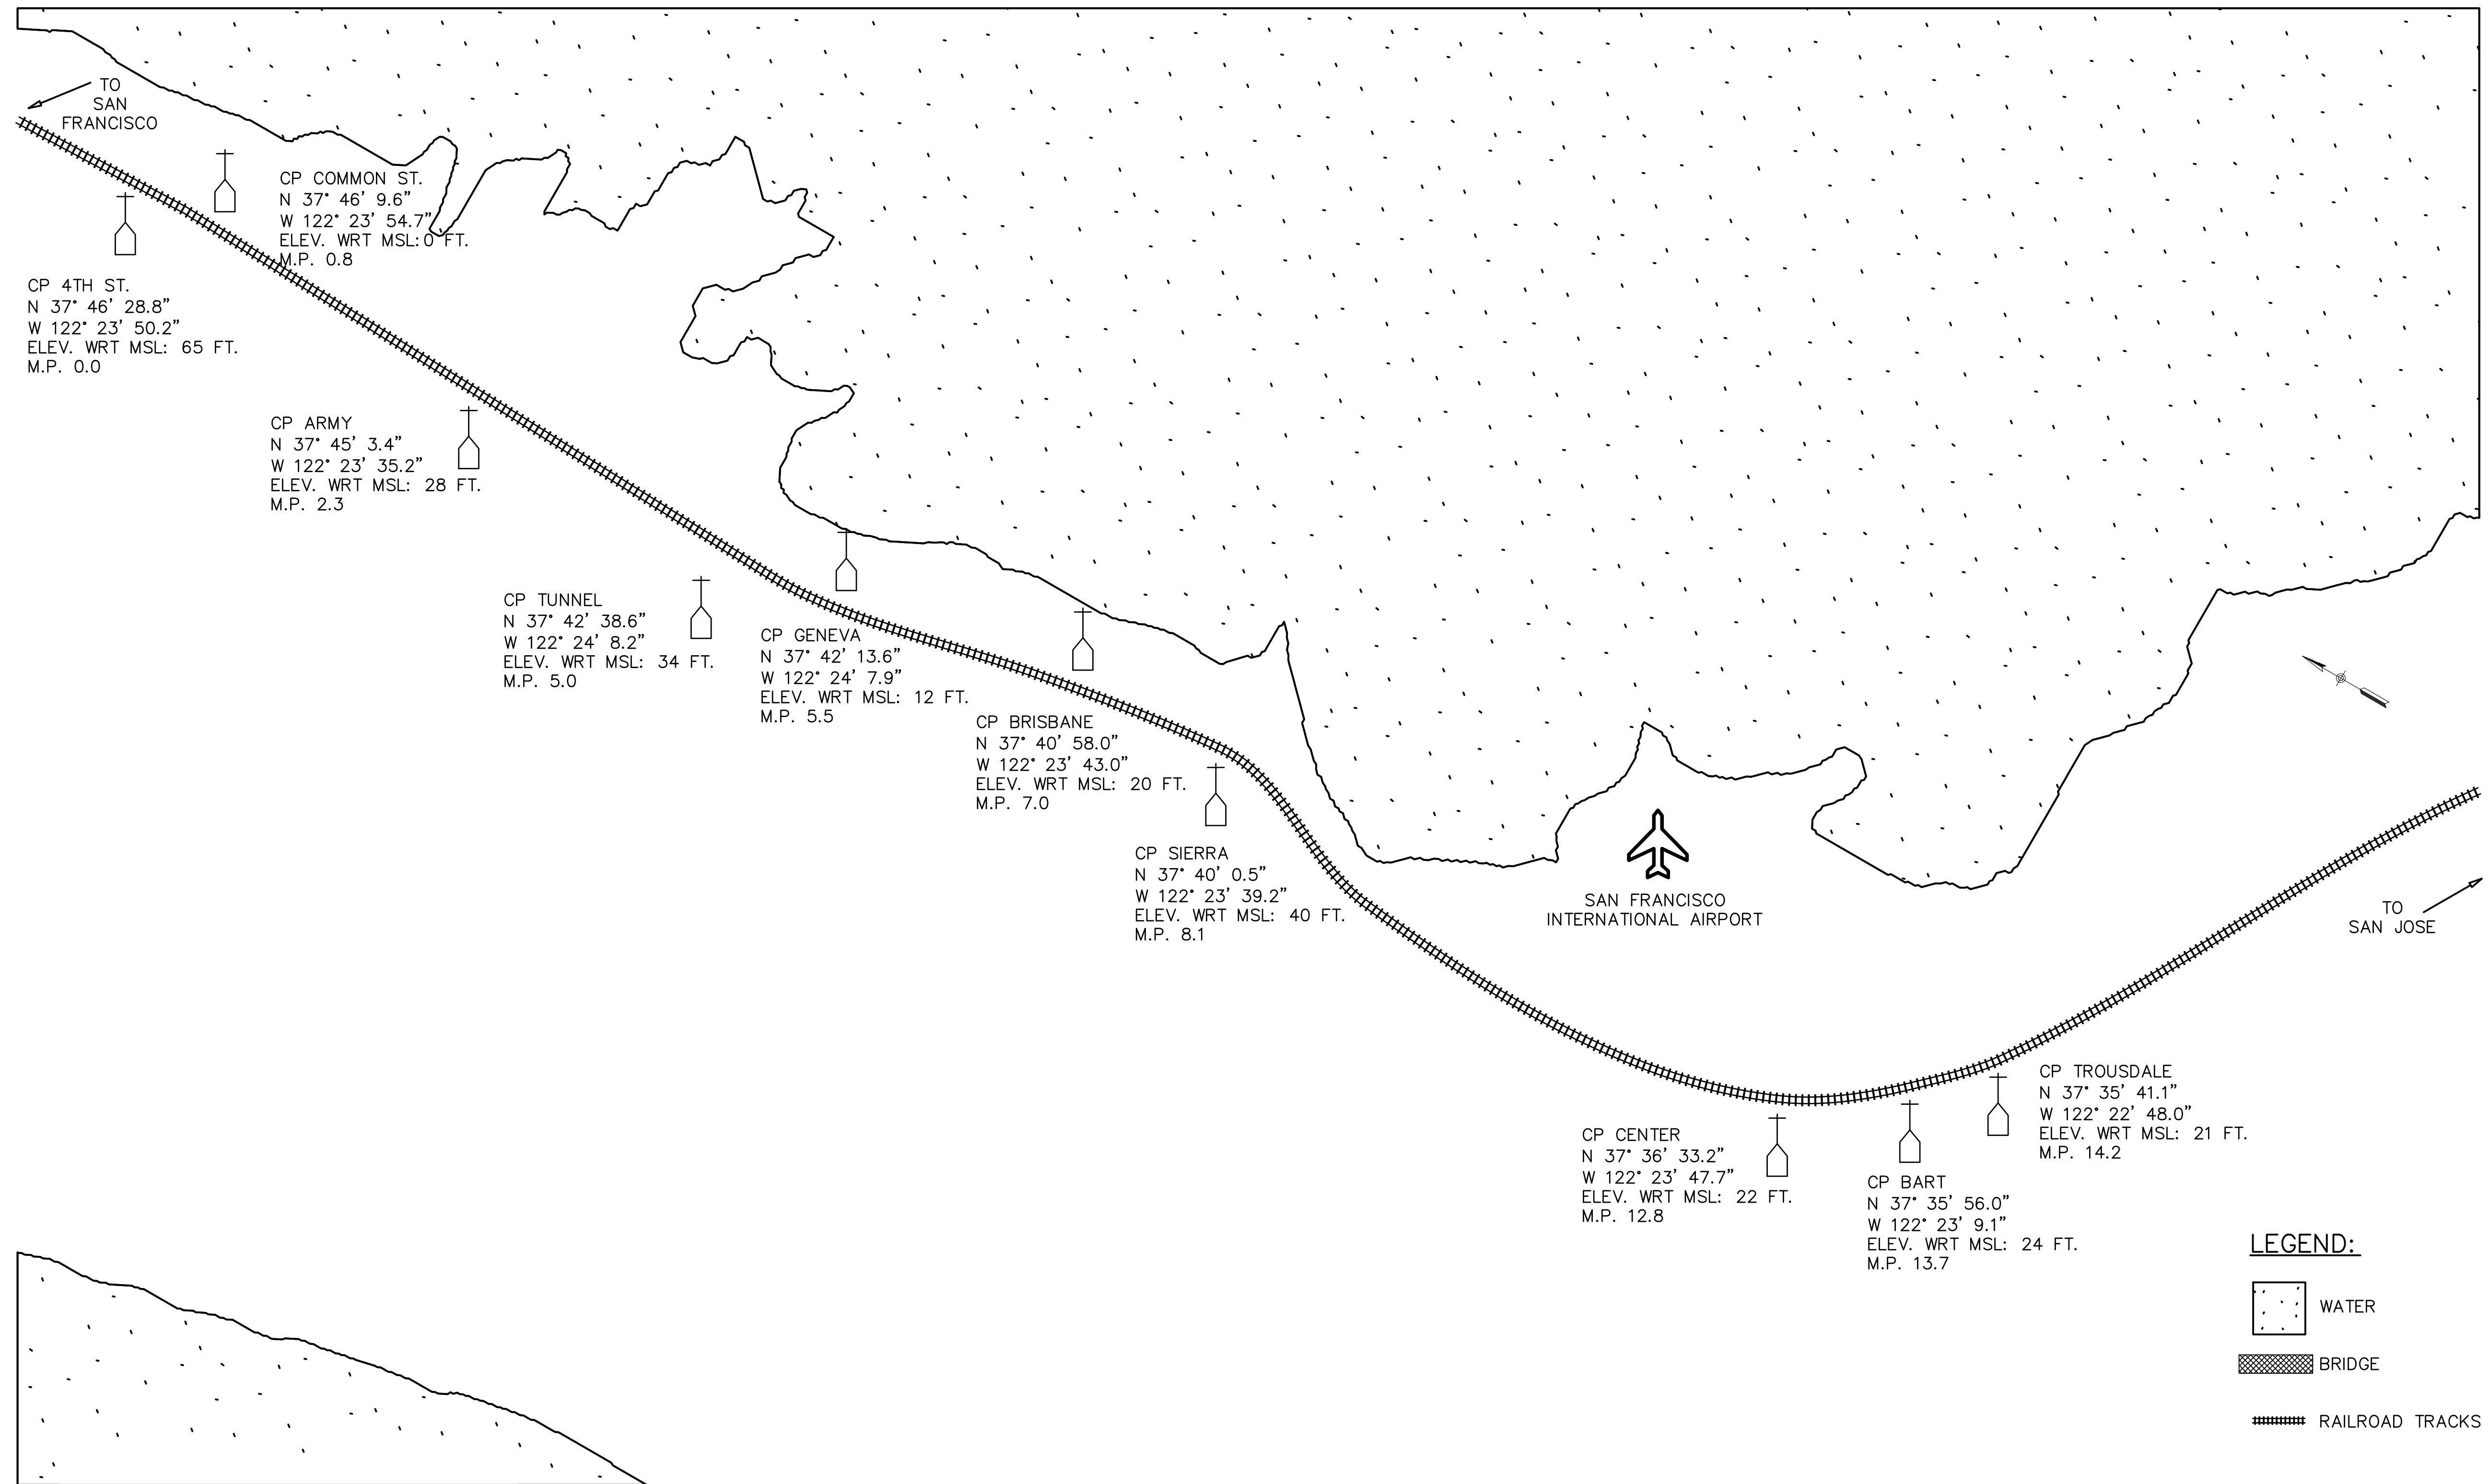 TO
SAN
FRANCISCO
CP COMMON ST.
N 37° 46' 9.6”
W 122° 23' 54.7”
ELEV. WRT MSL: 0 FT.
M.P. 0.8
CP 4TH ST.
N 37° 46' 28.8”
W 122° 23' 50.2”
ELEV. WRT MSL: 65 FT.
M.P. 0.0
CP ARMY
N 37° 45' 3.4”
W 122° 23' 35.2”
ELEV. WRT MSL: 28 FT.
M.P. 2.3
CP TUNNEL
N 37° 42' 38.6”
W 122° 24' 8.2”
ELEV. WRT MSL: 34 FT.
M.P. 5.0
CP GENEVA
N 37° 42' 13.6”
W 122° 24' 7.9”
ELEV. WRT MSL: 12 FT.
M.P. 5.5
CP BRISBANE
N 37° 40' 58.0”
W 122° 23' 43.0”
ELEV. WRT MSL: 20 FT.
M.P. 7.0
CP SIERRA
N 37° 40' 0.5”
W 122° 23' 39.2”
ELEV. WRT MSL: 40 FT.
M.P. 8.1
SAN FRANCISCO
INTERNATIONAL AIRPORT
TO
SAN JOSE
CP CENTER
N 37° 36' 33.2”
W 122° 23' 47.7”
ELEV. WRT MSL: 22 FT.
M.P. 12.8
CP BART
N 37° 35' 56.0”
W 122° 23' 9.1”
ELEV. WRT MSL: 24 FT.
M.P. 13.7
CP TROUSDALE
N 37° 35' 41.1”
W 122° 22' 48.0”
ELEV. WRT MSL: 21 FT.
M.P. 14.2
LEGEND:
WATER
BRIDGE
RAILROAD TRACKS